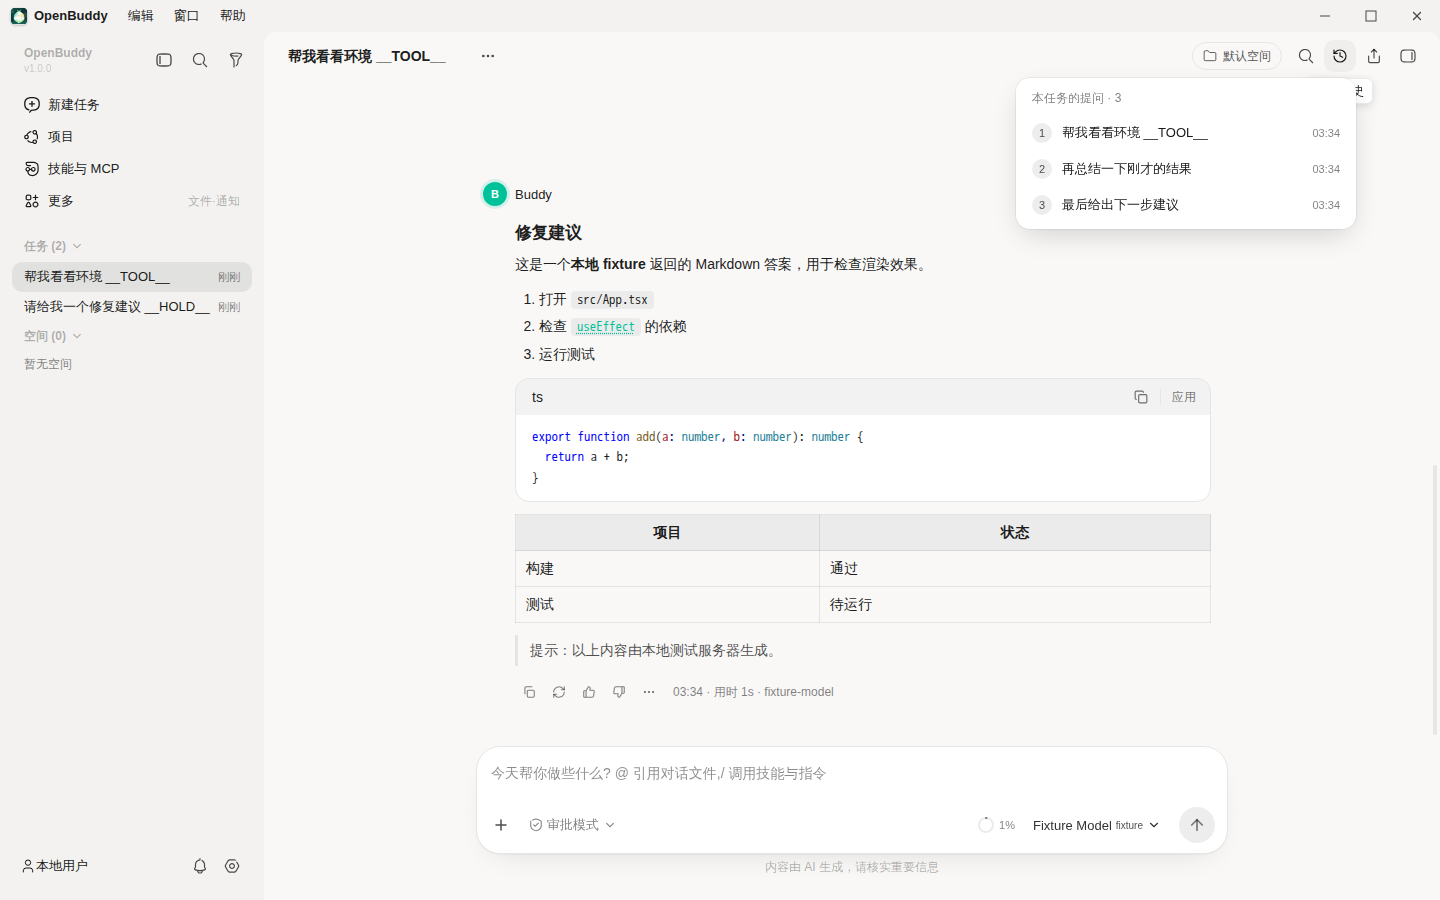 OpenBuddy 编辑 窗口 帮助
OpenBuddy
v1.0.0
新建任务
项目
技能与 MCP
更多 文件·通知
任务 (2)
帮我看看环境 __TOOL__ 刚刚
请给我一个修复建议 __HOLD__ 刚刚
空间 (0)
暂无空间
本地用户
帮我看看环境 __TOOL__
默认空间
史
本任务的提问 · 3
1 帮我看看环境 __TOOL__ 03:34
2 再总结一下刚才的结果 03:34
3 最后给出下一步建议 03:34
B Buddy
修复建议
这是一个本地 fixture 返回的 Markdown 答案，用于检查渲染效果。
1. 打开 src/App.tsx
2. 检查 useEffect 的依赖
3. 运行测试
ts 应用
export function add(a: number, b: number): number {
  return a + b;
}
项目 状态
构建 通过
测试 待运行
提示：以上内容由本地测试服务器生成。
03:34 · 用时 1s · fixture-model
今天帮你做些什么? @ 引用对话文件,/ 调用技能与指令
审批模式 1% Fixture Model fixture
内容由 AI 生成，请核实重要信息